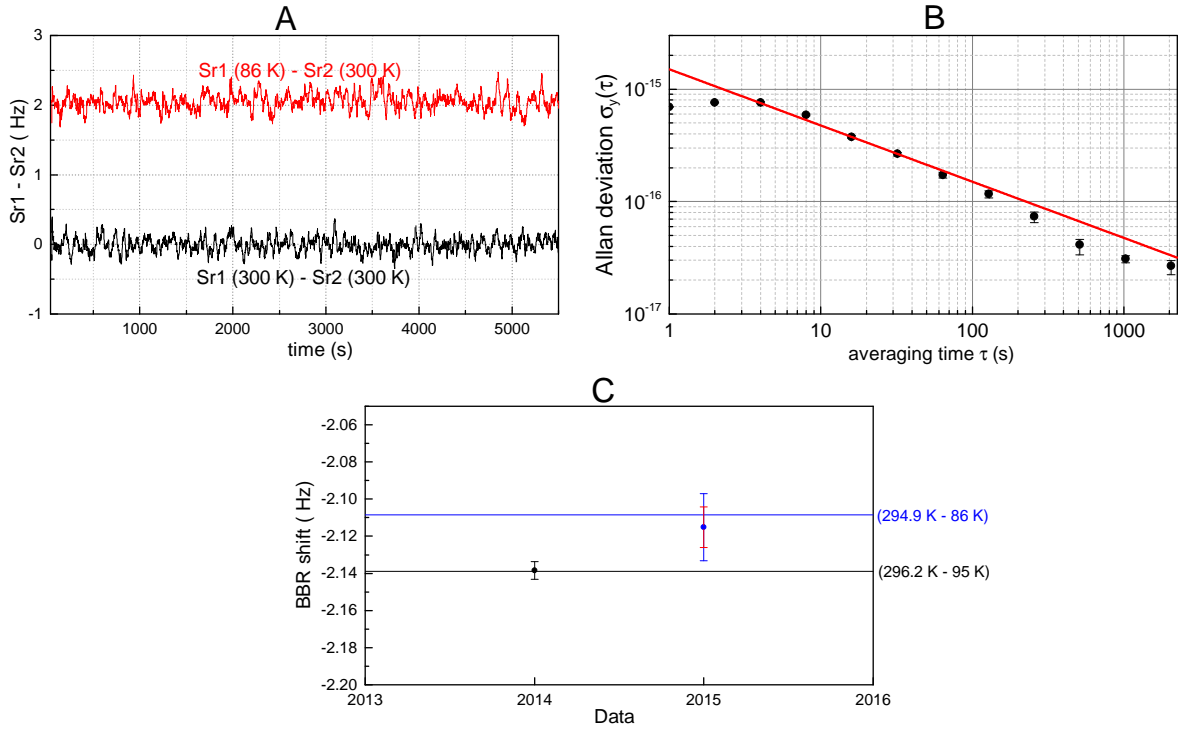 A
3
2
1
0
-1
Sr1 - Sr2 ( Hz)
Sr1 (86 K) - Sr2 (300 K)
Sr1 (300 K) - Sr2 (300 K)
1000 2000 3000 4000 5000
time (s)
B
10^-15
10^-16
10^-17
Allan deviation σy(τ)
1 10 100 1000
averaging time τ (s)
C
-2.06
-2.08
-2.10
-2.12
-2.14
-2.16
-2.18
-2.20
BBR shift ( Hz)
(294.9 K - 86 K)
(296.2 K - 95 K)
2013 2014 2015 2016
Data